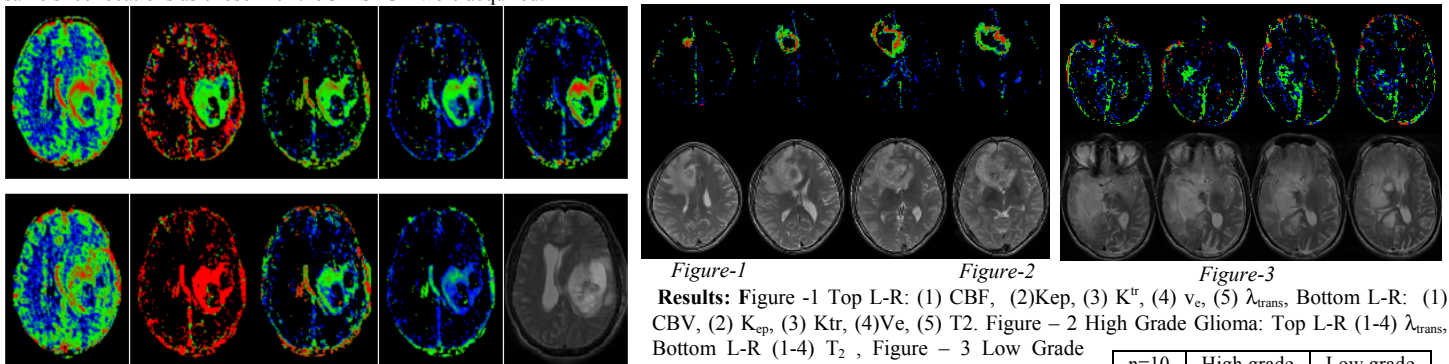 Figure-1 Figure-2 Figure-3
Results: Figure -1 Top L-R: (1) CBF, (2)Kep, (3) Kᵗʳ, (4) vₑ, (5) λtrans, Bottom L-R: (1)
CBV, (2) Kep, (3) Ktr, (4)Ve, (5) T2. Figure – 2 High Grade Glioma: Top L-R (1-4) λtrans,
Bottom L-R (1-4) T₂ , Figure – 3 Low Grade
n=10 High grade Low grade